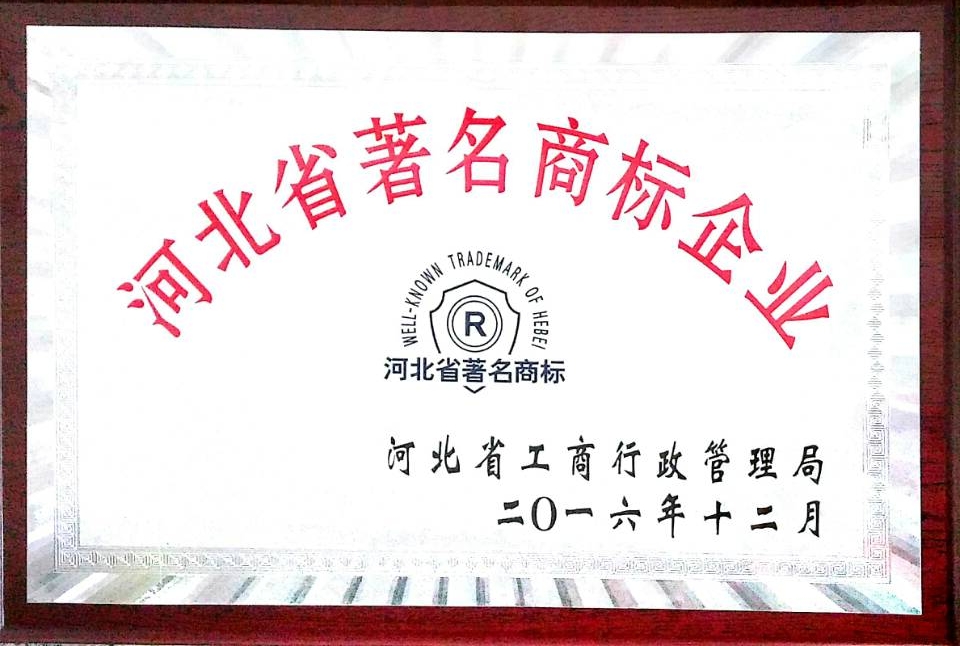 河北省著名商标企业
WELL-KNOWN TRADEMARK OF HEBEI
R
河北省著名商标
河北省工商行政管理局
二〇一六年十二月